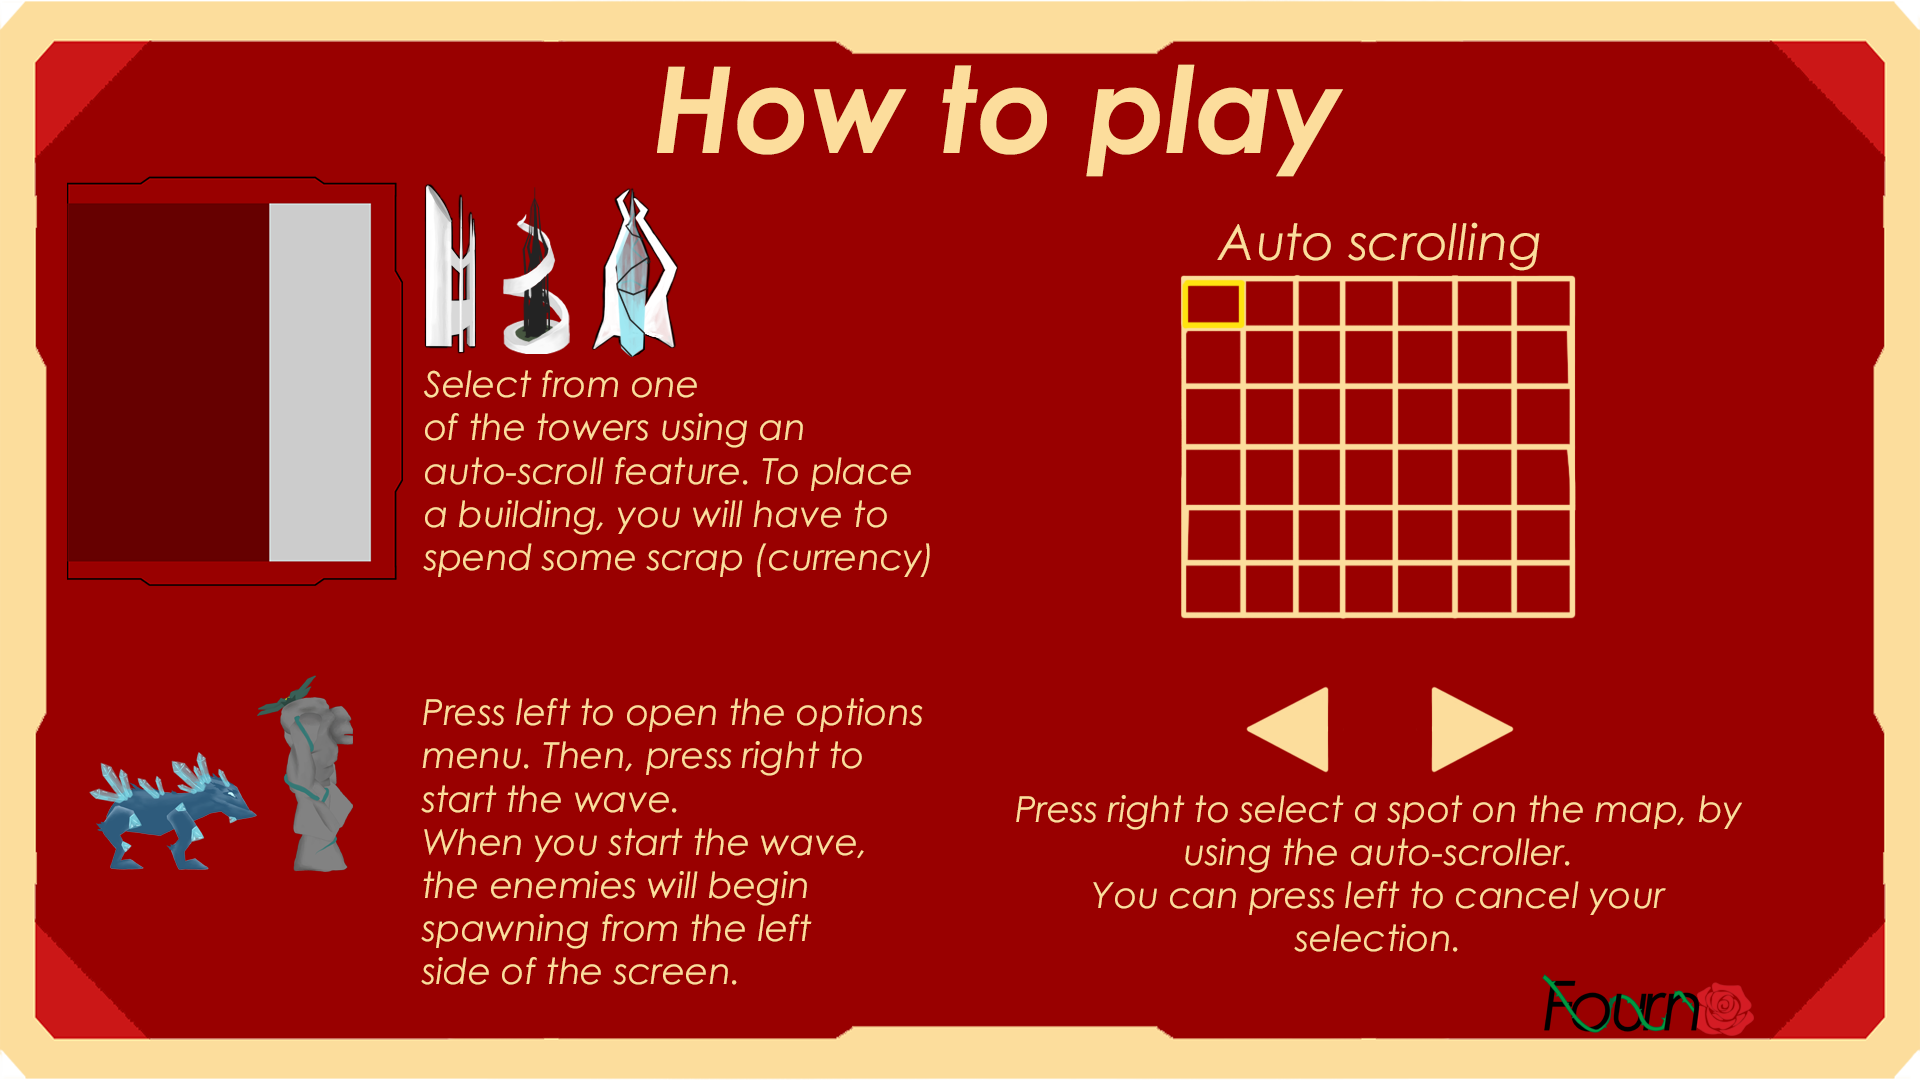 How to play
Select from one
of the towers using an
auto-scroll feature. To place
a building, you will have to
spend some scrap (currency)
Auto scrolling
Press left to open the options
menu. Then, press right to
start the wave.
When you start the wave,
the enemies will begin
spawning from the left
side of the screen.
Press right to select a spot on the map, by
using the auto-scroller.
You can press left to cancel your
selection.
Fourn